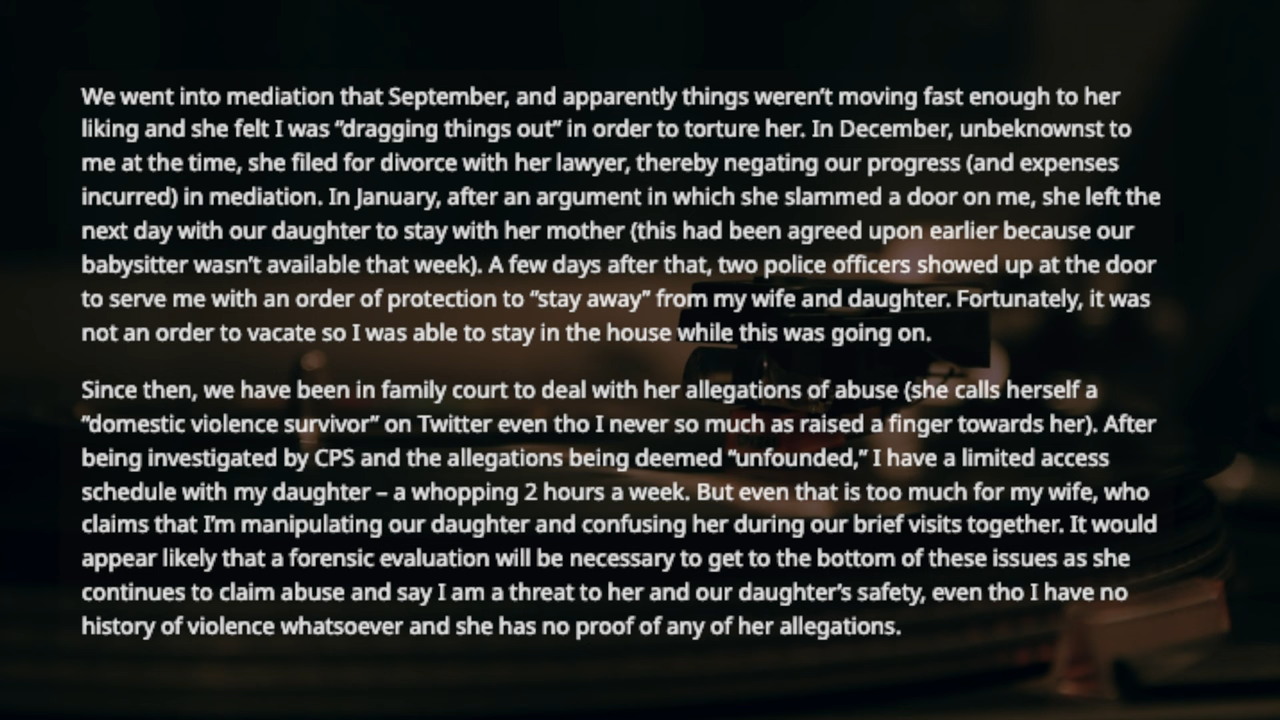 We went into mediation that September, and apparently things weren’t moving fast enough to her
liking and she felt I was “dragging things out” in order to torture her. In December, unbeknownst to
me at the time, she filed for divorce with her lawyer, thereby negating our progress (and expenses
incurred) in mediation. In January, after an argument in which she slammed a door on me, she left the
next day with our daughter to stay with her mother (this had been agreed upon earlier because our
babysitter wasn’t available that week). A few days after that, two police officers showed up at the door
to serve me with an order of protection to “stay away” from my wife and daughter. Fortunately, it was
not an order to vacate so I was able to stay in the house while this was going on.
Since then, we have been in family court to deal with her allegations of abuse (she calls herself a
“domestic violence survivor” on Twitter even tho I never so much as raised a finger towards her). After
being investigated by CPS and the allegations being deemed “unfounded,” I have a limited access
schedule with my daughter – a whopping 2 hours a week. But even that is too much for my wife, who
claims that I’m manipulating our daughter and confusing her during our brief visits together. It would
appear likely that a forensic evaluation will be necessary to get to the bottom of these issues as she
continues to claim abuse and say I am a threat to her and our daughter’s safety, even tho I have no
history of violence whatsoever and she has no proof of any of her allegations.